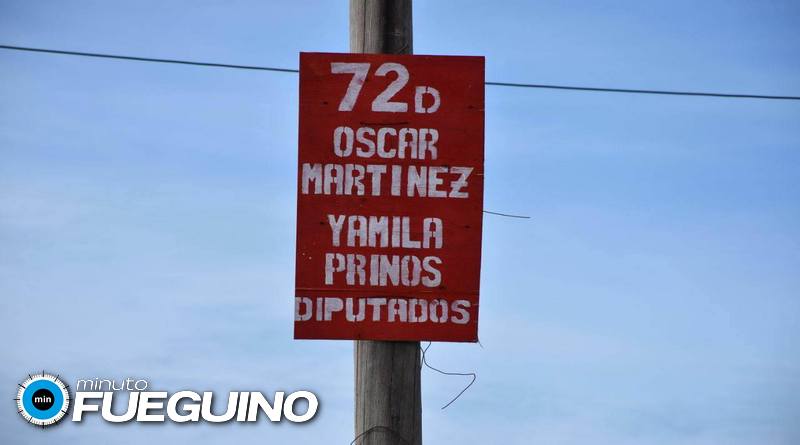 72D
OSCAR
MARTINEZ
YAMILA
PRINOS
DIPUTADOS
min
minuto
FUEGUINO